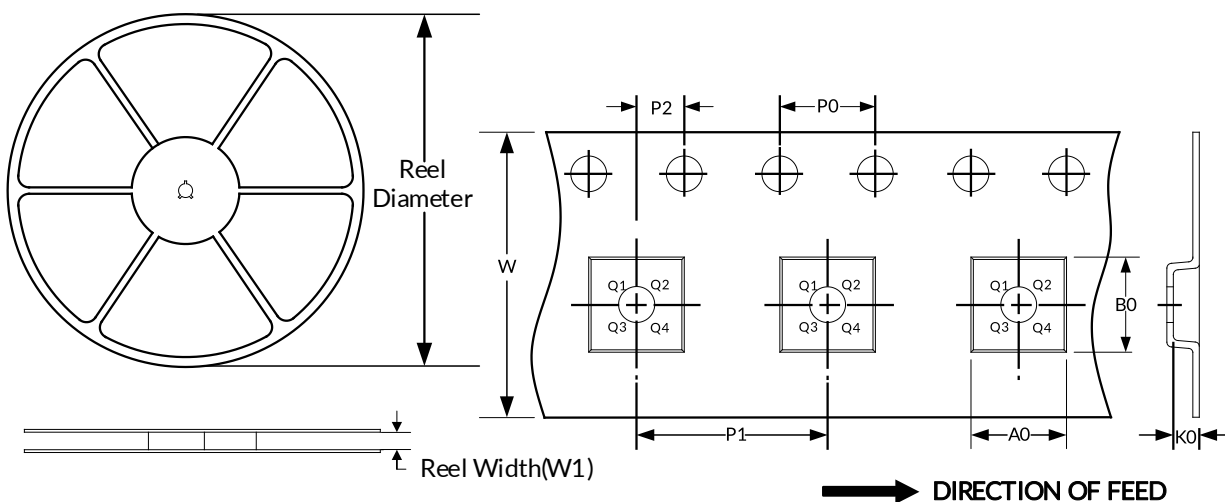 P2
P0
Reel
Diameter
W
Q1 Q2
Q3 Q4
Q1 Q2
Q3 Q4
Q1 Q2
Q3 Q4
B0
P1
A0
K0
Reel Width(W1)
DIRECTION OF FEED